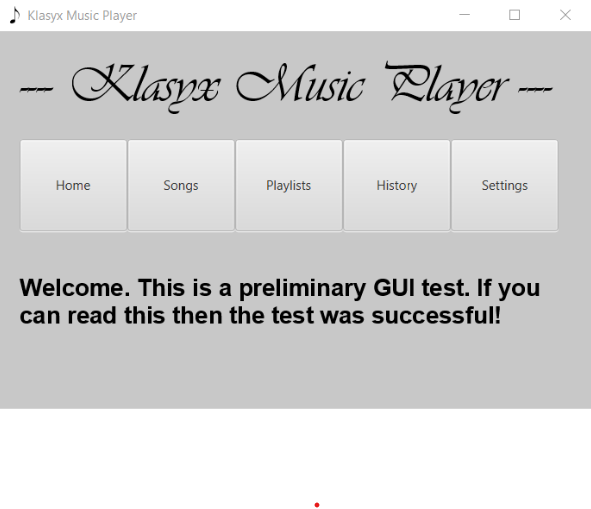 Klasyx Music Player
--- Klasyx Music Player ---
Home Songs Playlists History Settings
Welcome. This is a preliminary GUI test. If you
can read this then the test was successful!